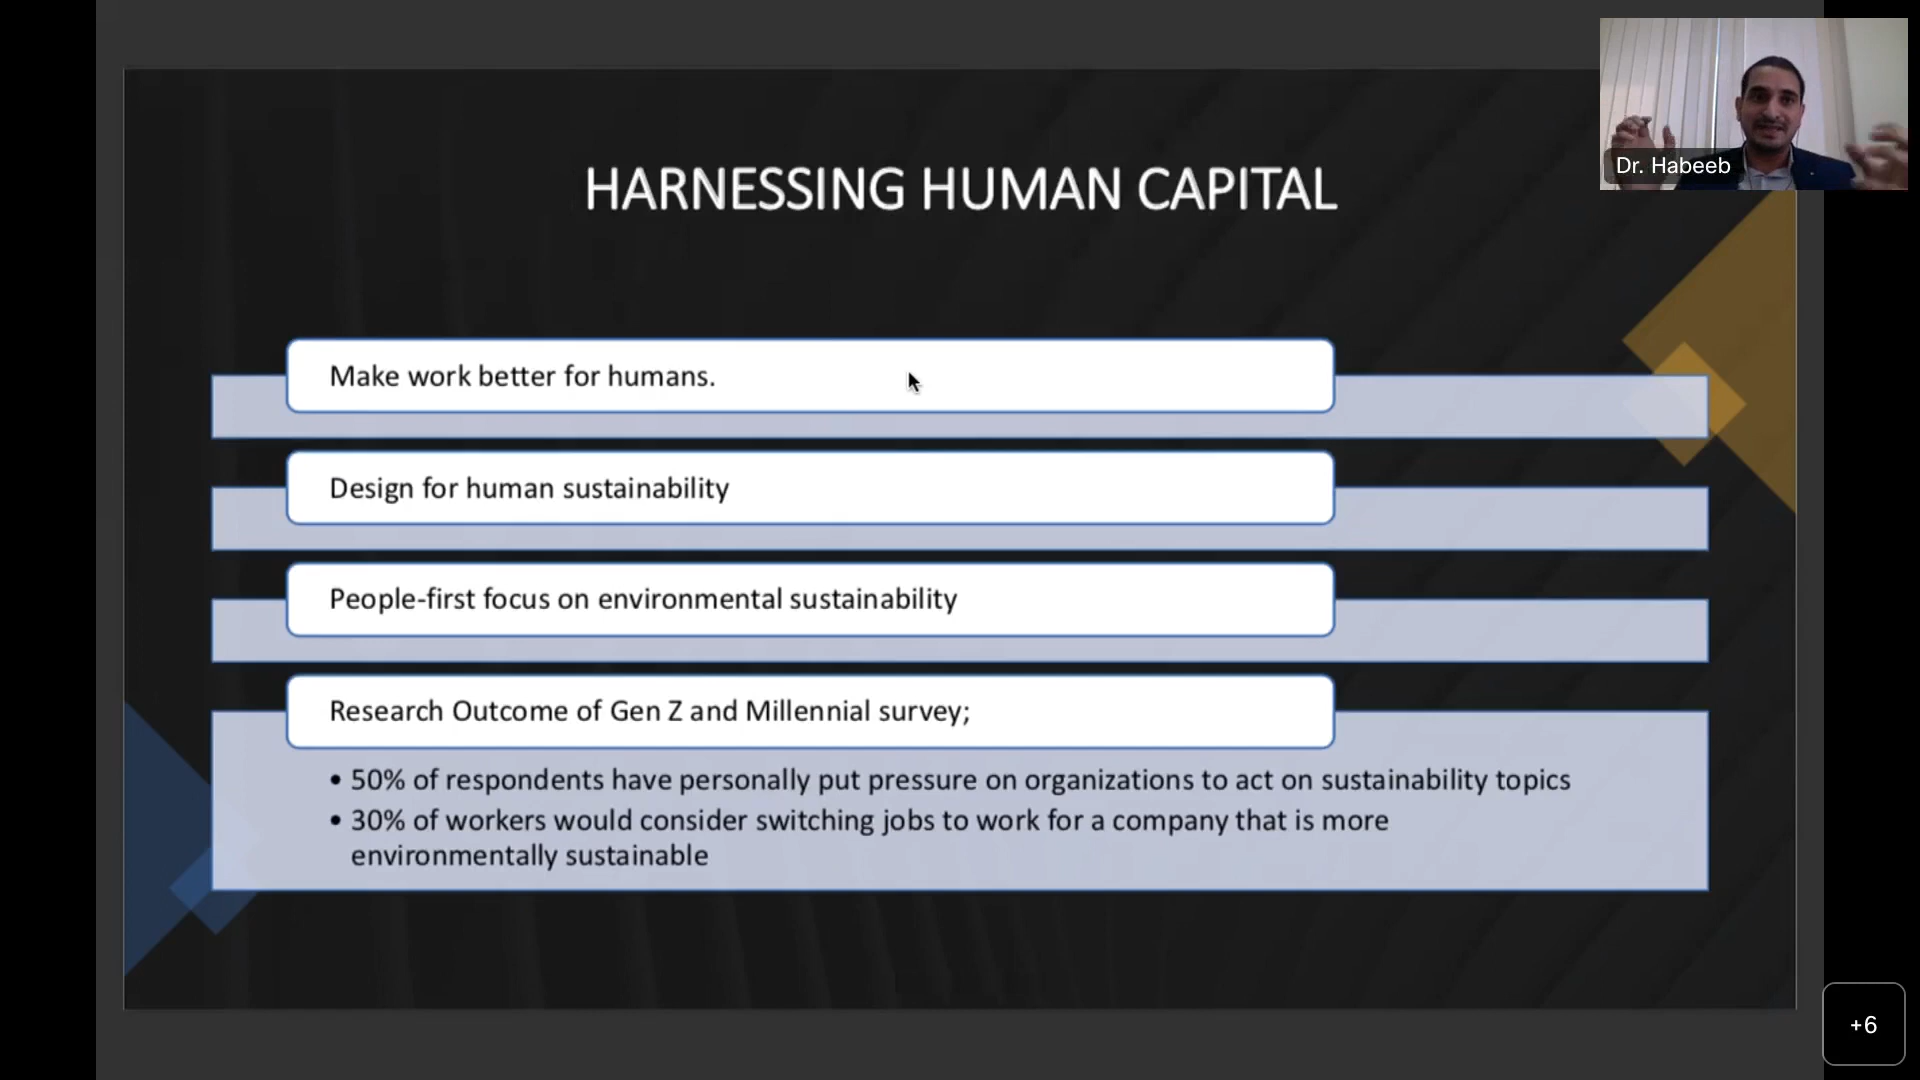 Dr. Habeeb
HARNESSING HUMAN CAPITAL
Make work better for humans.
Design for human sustainability
People-first focus on environmental sustainability
Research Outcome of Gen Z and Millennial survey;
• 50% of respondents have personally put pressure on organizations to act on sustainability topics
• 30% of workers would consider switching jobs to work for a company that is more
environmentally sustainable
+6